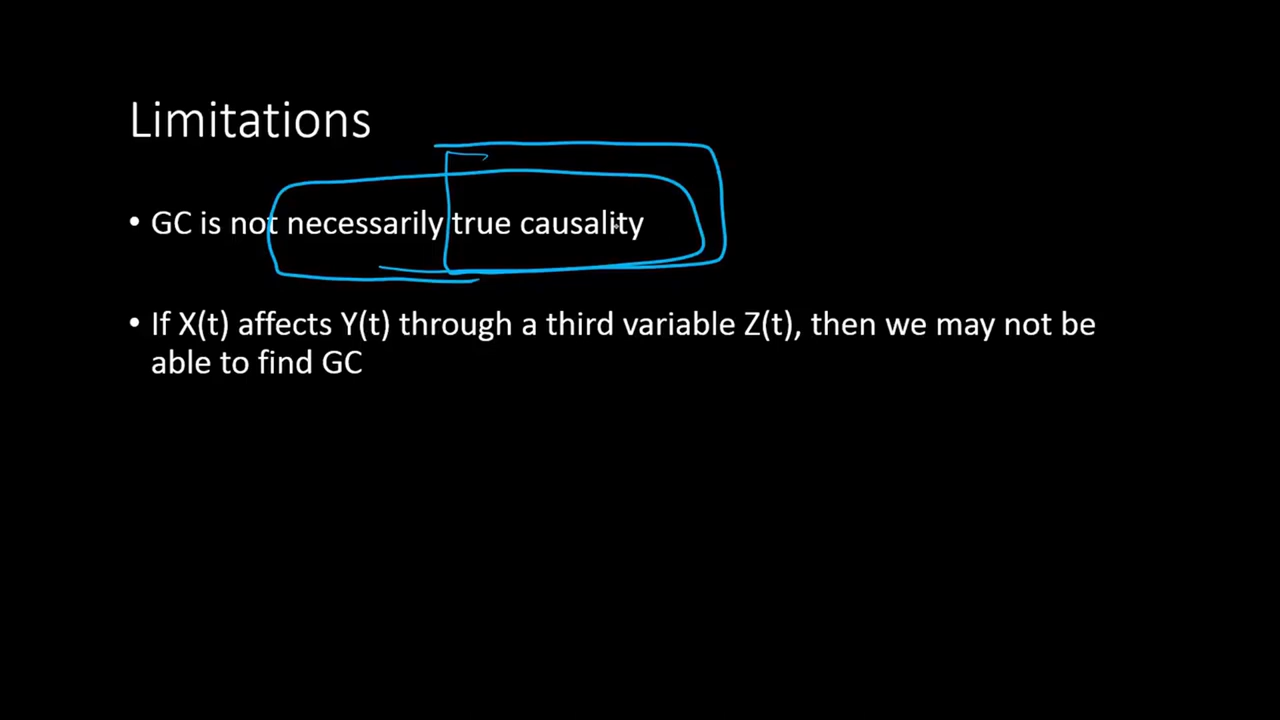 Limitations
• GC is not necessarily true causality
• If X(t) affects Y(t) through a third variable Z(t), then we may not be
able to find GC